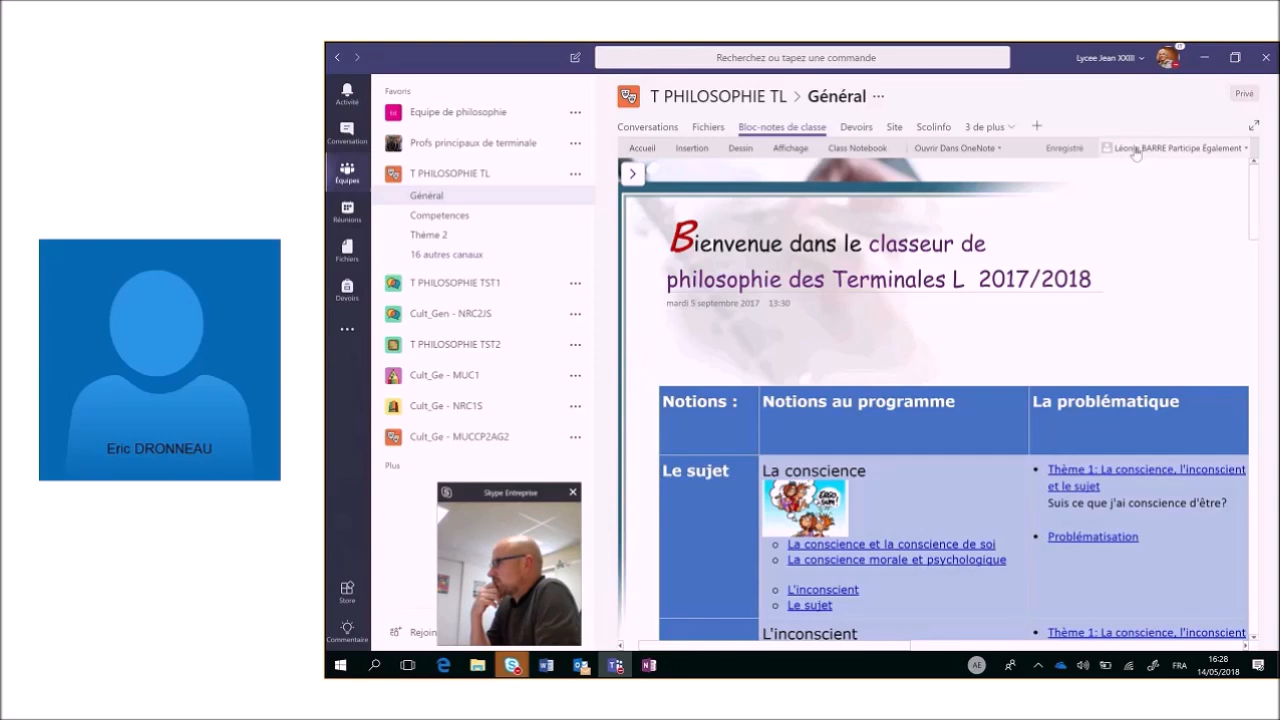 Eric DRONNEAU
Recherchez ou tapez une commande
Lycee Jean XXIII
Activité
Conversation
Équipes
Réunions
Fichiers
Devoirs
Store
Commentaire
Favoris
Equipe de philosophie
Profs principaux de terminale
T PHILOSOPHIE TL
Général
Competences
Thème 2
16 autres canaux
T PHILOSOPHIE TST1
Cult_Gen - NRC2JS
T PHILOSOPHIE TST2
Cult_Ge - MUC1
Cult_Ge - NRC1S
Cult_Ge - MUCCP2AG2
Plus
Skype Entreprise
Rejoin
T PHILOSOPHIE TL > Général
Privé
Conversations Fichiers Bloc-notes de classe Devoirs Site Scolinfo 3 de plus
Accueil Insertion Dessin Affichage Class Notebook Ouvrir Dans OneNote Enregistré BARRE Participe Également
Bienvenue dans le classeur de
philosophie des Terminales L 2017/2018
mardi 5 septembre 2017 13:30
Notions : Notions au programme La problématique
Le sujet
La conscience
ERGO SUM!
La conscience et la conscience de soi
La conscience morale et psychologique
L'inconscient
Le sujet
Thème 1: La conscience, l'inconscient
et le sujet
Suis ce que j'ai conscience d'être?
Problématisation
L'inconscient
Thème 1: La conscience, l'inconscient
AE
FRA
16:28
14/05/2018